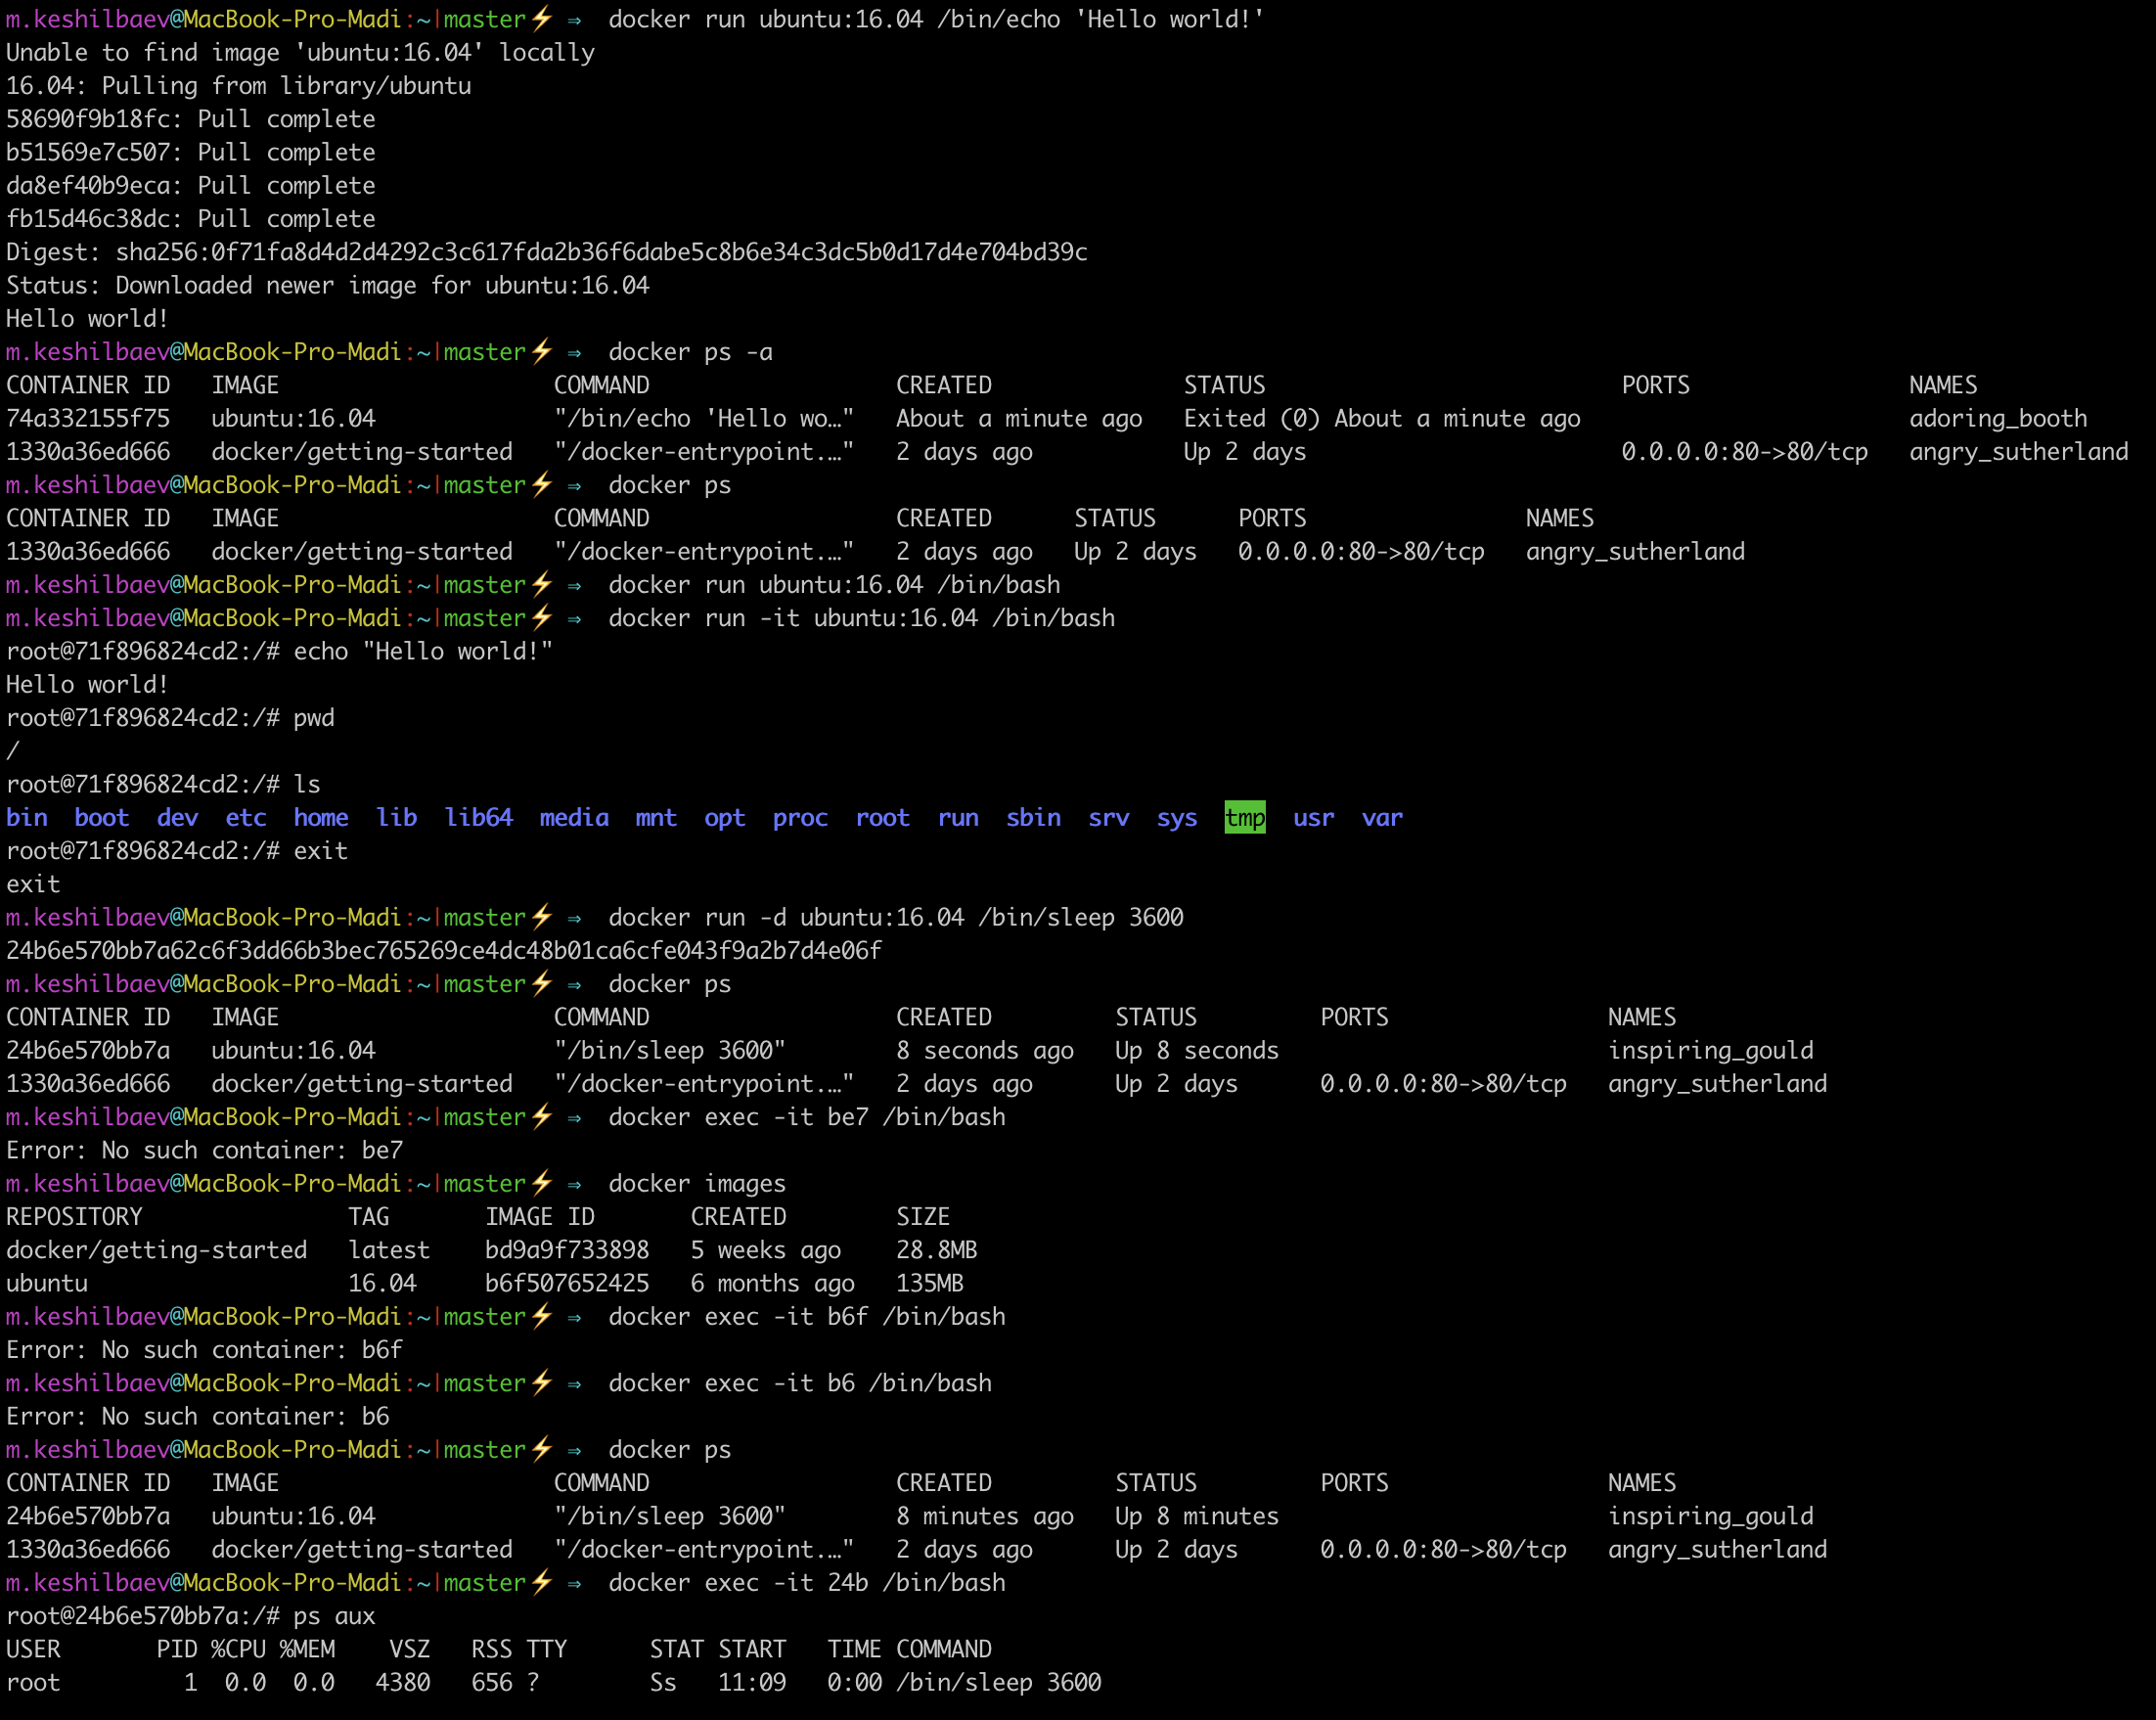 m.keshilbaev@MacBook-Pro-Madi:~|master⚡ ⇒  docker run ubuntu:16.04 /bin/echo 'Hello world!'
Unable to find image 'ubuntu:16.04' locally
16.04: Pulling from library/ubuntu
58690f9b18fc: Pull complete
b51569e7c507: Pull complete
da8ef40b9eca: Pull complete
fb15d46c38dc: Pull complete
Digest: sha256:0f71fa8d4d2d4292c3c617fda2b36f6dabe5c8b6e34c3dc5b0d17d4e704bd39c
Status: Downloaded newer image for ubuntu:16.04
Hello world!
m.keshilbaev@MacBook-Pro-Madi:~|master⚡ ⇒  docker ps -a
CONTAINER ID   IMAGE                    COMMAND                  CREATED              STATUS                          PORTS                NAMES
74a332155f75   ubuntu:16.04             "/bin/echo 'Hello wo…"   About a minute ago   Exited (0) About a minute ago                        adoring_booth
1330a36ed666   docker/getting-started   "/docker-entrypoint.…"   2 days ago           Up 2 days                       0.0.0.0:80->80/tcp   angry_sutherland
m.keshilbaev@MacBook-Pro-Madi:~|master⚡ ⇒  docker ps
CONTAINER ID   IMAGE                    COMMAND                  CREATED      STATUS      PORTS                NAMES
1330a36ed666   docker/getting-started   "/docker-entrypoint.…"   2 days ago   Up 2 days   0.0.0.0:80->80/tcp   angry_sutherland
m.keshilbaev@MacBook-Pro-Madi:~|master⚡ ⇒  docker run ubuntu:16.04 /bin/bash
m.keshilbaev@MacBook-Pro-Madi:~|master⚡ ⇒  docker run -it ubuntu:16.04 /bin/bash
root@71f896824cd2:/# echo "Hello world!"
Hello world!
root@71f896824cd2:/# pwd
/
root@71f896824cd2:/# ls
bin  boot  dev  etc  home  lib  lib64  media  mnt  opt  proc  root  run  sbin  srv  sys  tmp  usr  var
root@71f896824cd2:/# exit
exit
m.keshilbaev@MacBook-Pro-Madi:~|master⚡ ⇒  docker run -d ubuntu:16.04 /bin/sleep 3600
24b6e570bb7a62c6f3dd66b3bec765269ce4dc48b01ca6cfe043f9a2b7d4e06f
m.keshilbaev@MacBook-Pro-Madi:~|master⚡ ⇒  docker ps
CONTAINER ID   IMAGE                    COMMAND                  CREATED         STATUS         PORTS                NAMES
24b6e570bb7a   ubuntu:16.04             "/bin/sleep 3600"        8 seconds ago   Up 8 seconds                        inspiring_gould
1330a36ed666   docker/getting-started   "/docker-entrypoint.…"   2 days ago      Up 2 days      0.0.0.0:80->80/tcp   angry_sutherland
m.keshilbaev@MacBook-Pro-Madi:~|master⚡ ⇒  docker exec -it be7 /bin/bash
Error: No such container: be7
m.keshilbaev@MacBook-Pro-Madi:~|master⚡ ⇒  docker images
REPOSITORY               TAG       IMAGE ID       CREATED        SIZE
docker/getting-started   latest    bd9a9f733898   5 weeks ago    28.8MB
ubuntu                   16.04     b6f507652425   6 months ago   135MB
m.keshilbaev@MacBook-Pro-Madi:~|master⚡ ⇒  docker exec -it b6f /bin/bash
Error: No such container: b6f
m.keshilbaev@MacBook-Pro-Madi:~|master⚡ ⇒  docker exec -it b6 /bin/bash
Error: No such container: b6
m.keshilbaev@MacBook-Pro-Madi:~|master⚡ ⇒  docker ps
CONTAINER ID   IMAGE                    COMMAND                  CREATED         STATUS         PORTS                NAMES
24b6e570bb7a   ubuntu:16.04             "/bin/sleep 3600"        8 minutes ago   Up 8 minutes                        inspiring_gould
1330a36ed666   docker/getting-started   "/docker-entrypoint.…"   2 days ago      Up 2 days      0.0.0.0:80->80/tcp   angry_sutherland
m.keshilbaev@MacBook-Pro-Madi:~|master⚡ ⇒  docker exec -it 24b /bin/bash
root@24b6e570bb7a:/# ps aux
USER       PID %CPU %MEM    VSZ   RSS TTY      STAT START   TIME COMMAND
root         1  0.0  0.0   4380   656 ?        Ss   11:09   0:00 /bin/sleep 3600